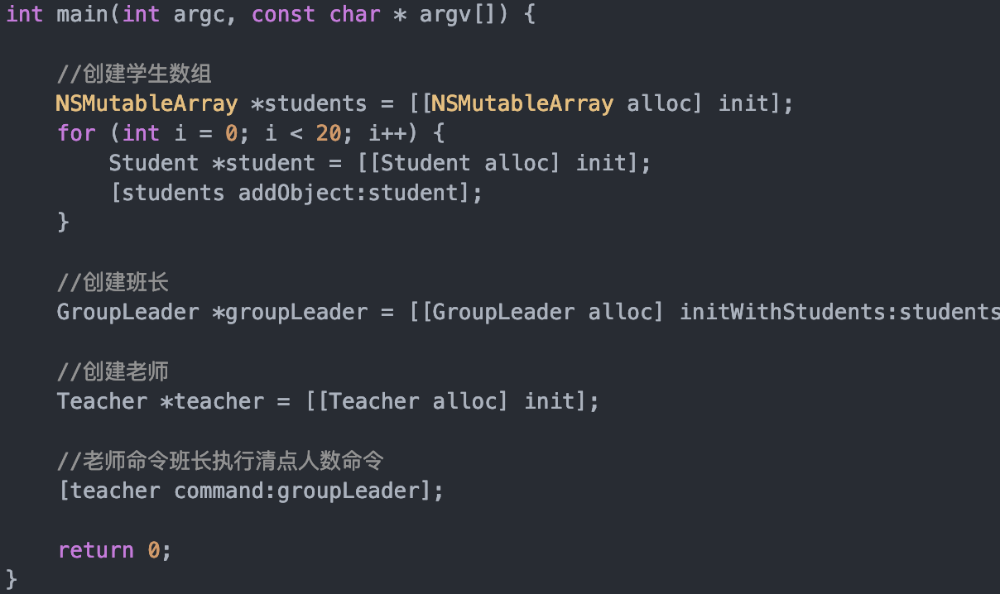 int main(int argc, const char * argv[]) {
//创建学生数组
NSMutableArray *students = [[NSMutableArray alloc] init];
for (int i = 0; i < 20; i++) {
Student *student = [[Student alloc] init];
[students addObject:student];
}
//创建班长
GroupLeader *groupLeader = [[GroupLeader alloc] initWithStudents:students
//创建老师
Teacher *teacher = [[Teacher alloc] init];
//老师命令班长执行清点人数命令
[teacher command:groupLeader];
return 0;
}